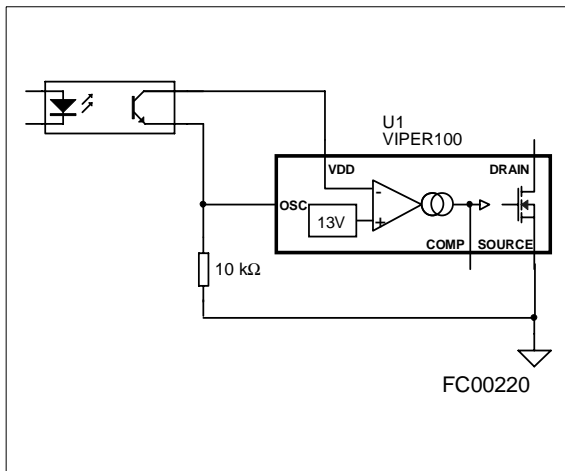 U1
VIPER100
VDD
DRAIN
OSC
-
13V
+
COMP
SOURCE
10 kΩ
FC00220